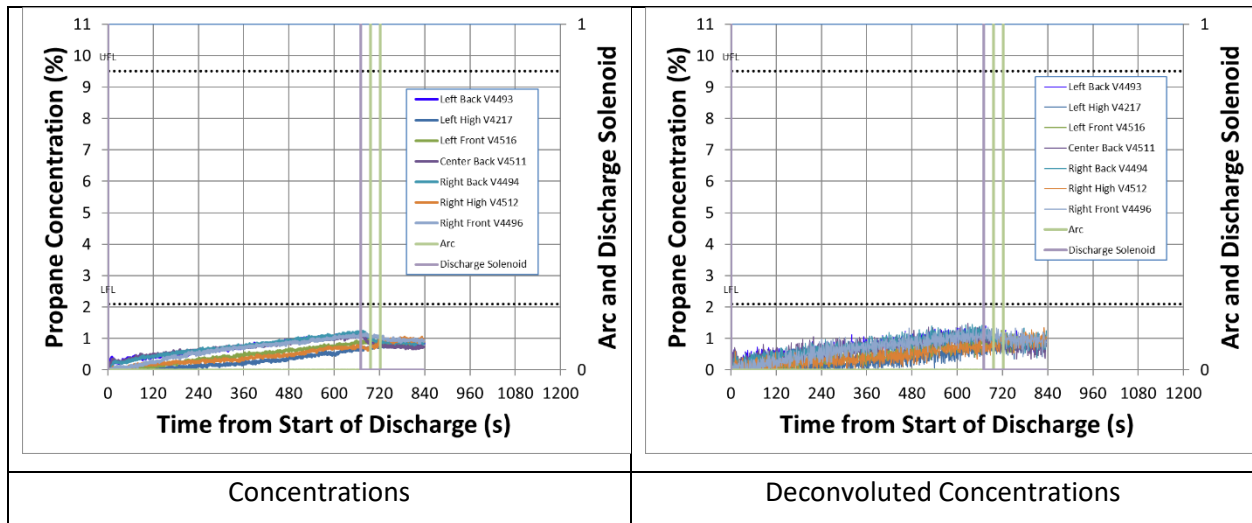 Propane Concentration (%)
11
10
9
8
7
6
5
4
3
2
1
0
UFL
LFL
Left Back V4493
Left High V4217
Left Front V4516
Center Back V4511
Right Back V4494
Right High V4512
Right Front V4496
Arc
Discharge Solenoid
1
0
Arc and Discharge Solenoid
0 120 240 360 480 600 720 840 960 1080 1200
Time from Start of Discharge (s)
Concentrations
Propane Concentration (%)
11
10
9
8
7
6
5
4
3
2
1
0
UFL
LFL
Left Back V4493
Left High V4217
Left Front V4516
Center Back V4511
Right Back V4494
Right High V4512
Right Front V4496
Arc
Discharge Solenoid
1
0
Arc and Discharge Solenoid
0 120 240 360 480 600 720 840 960 1080 1200
Time from Start of Discharge (s)
Deconvoluted Concentrations